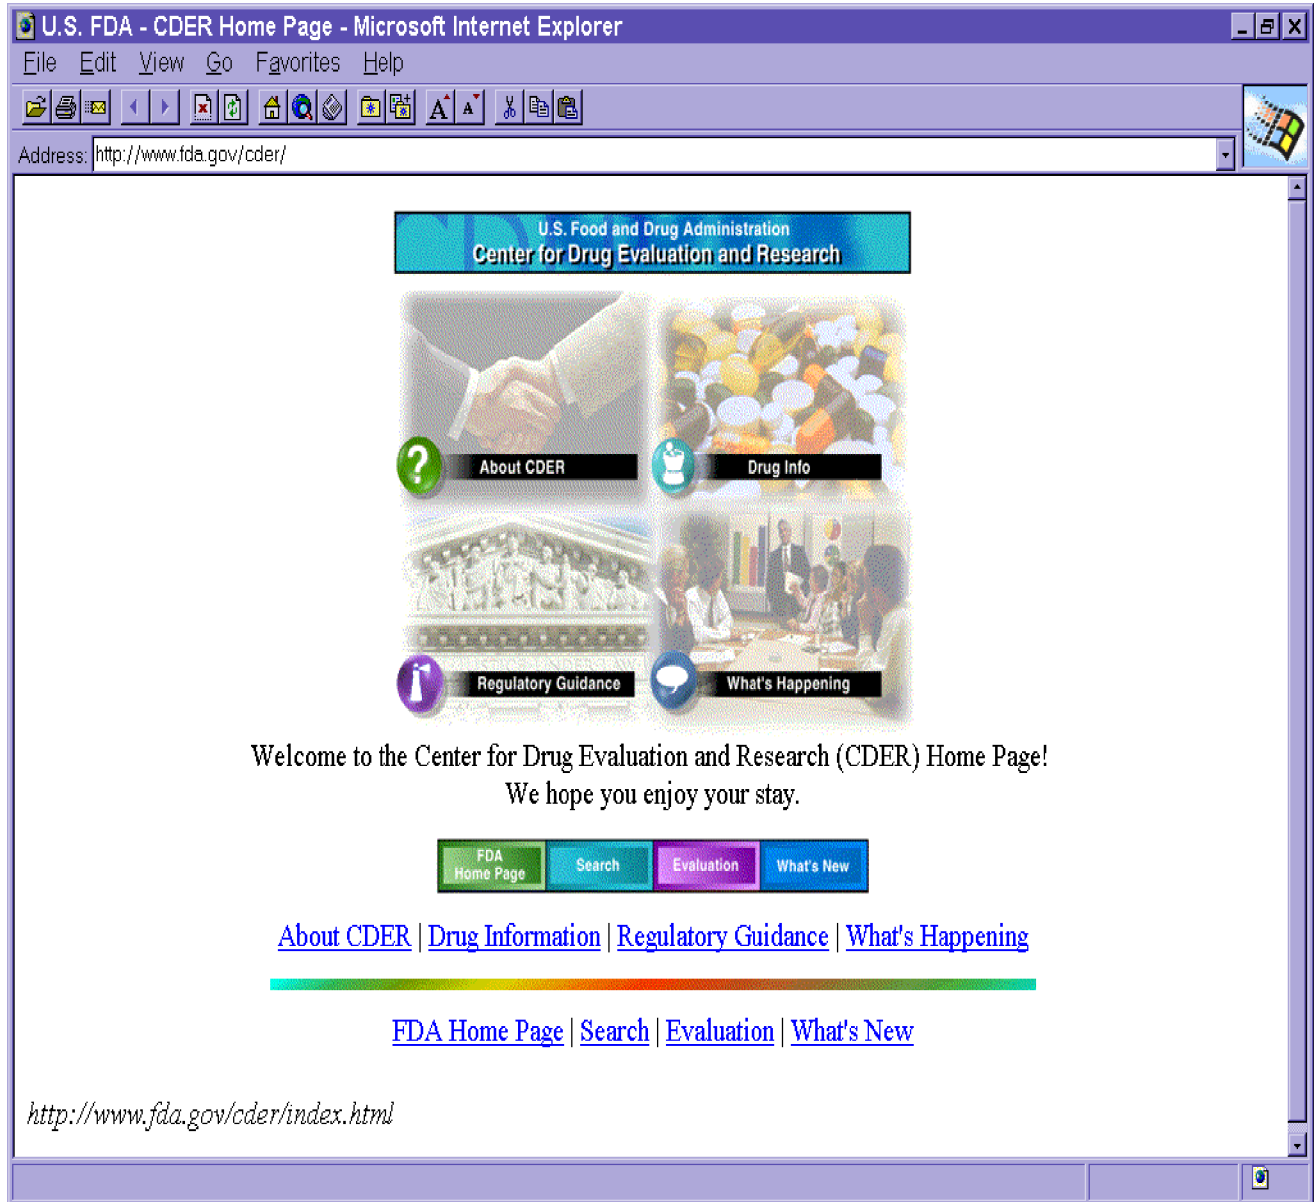 U.S. FDA - CDER Home Page - Microsoft Internet Explorer
File Edit View Go Favorites Help
Address: http://www.fda.gov/cder/
U.S. Food and Drug Administration
Center for Drug Evaluation and Research
About CDER
Drug Info
Regulatory Guidance
What's Happening
Welcome to the Center for Drug Evaluation and Research (CDER) Home Page!
We hope you enjoy your stay.
FDA
Home Page
Search
Evaluation
What's New
About CDER | Drug Information | Regulatory Guidance | What's Happening
FDA Home Page | Search | Evaluation | What's New
http://www.fda.gov/cder/index.html